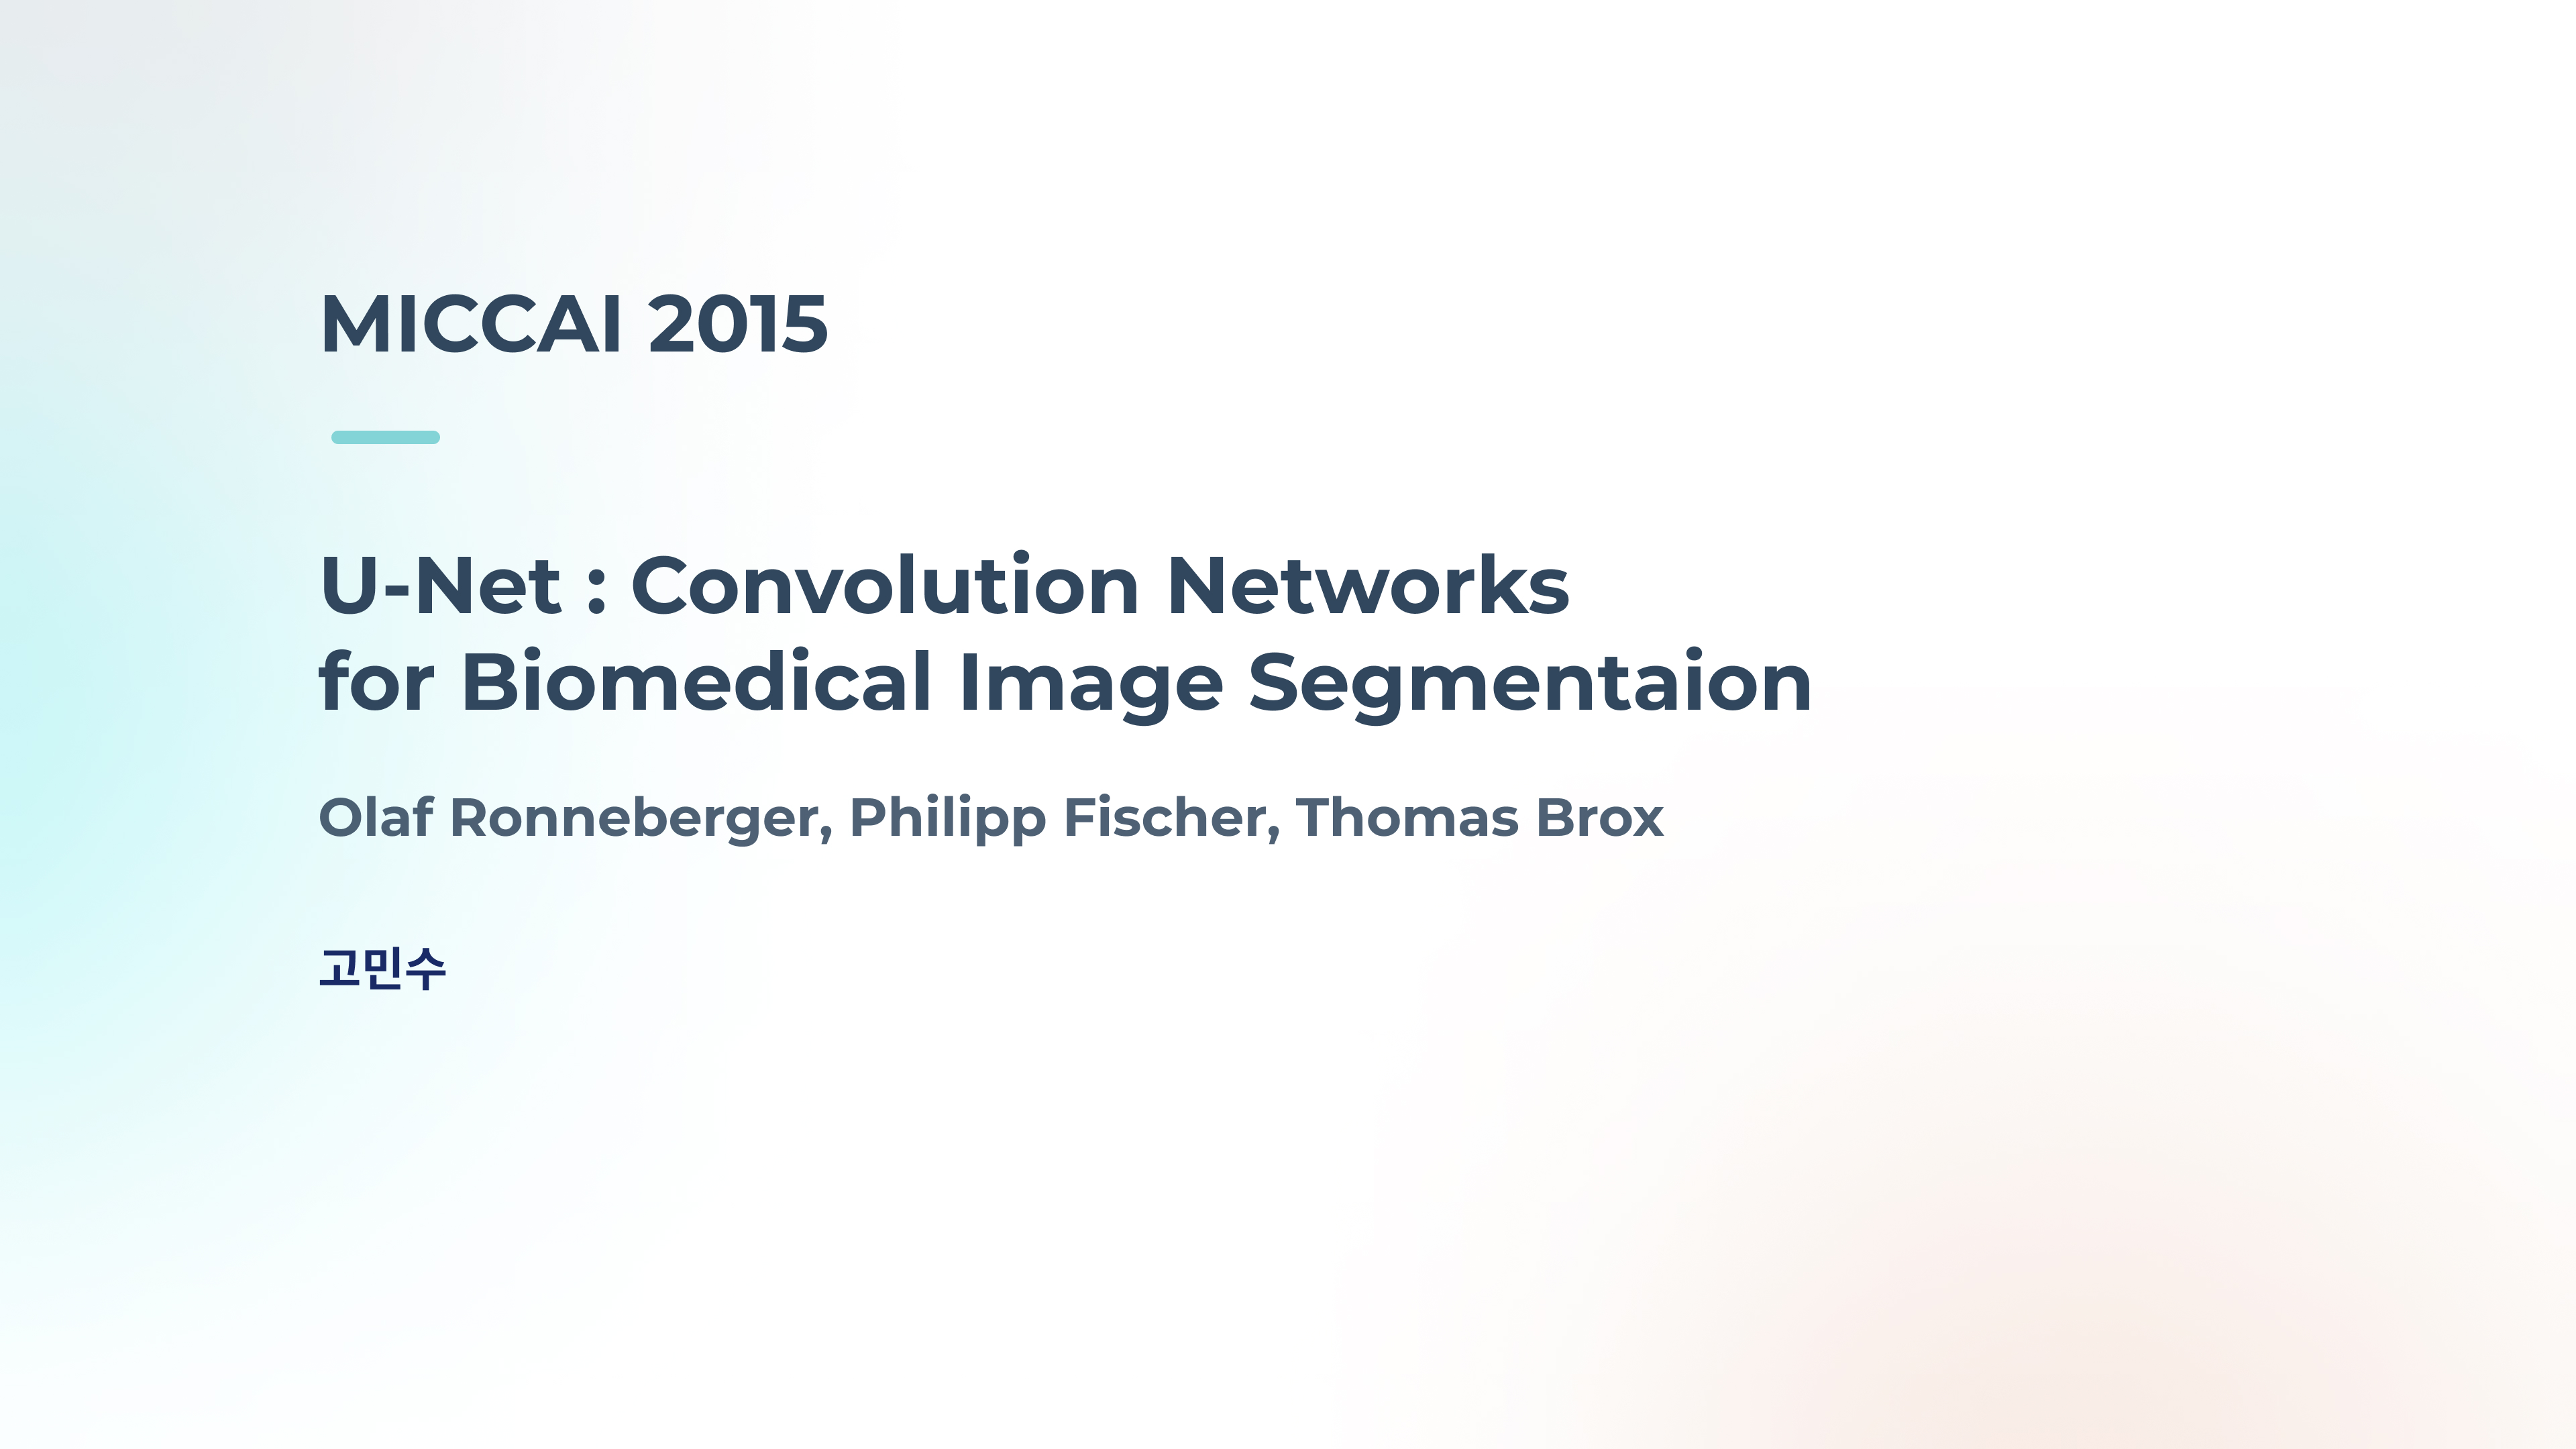 MICCAI 2015
U-Net : Convolution Networks
for Biomedical Image Segmentaion
Olaf Ronneberger, Philipp Fischer, Thomas Brox
고민수